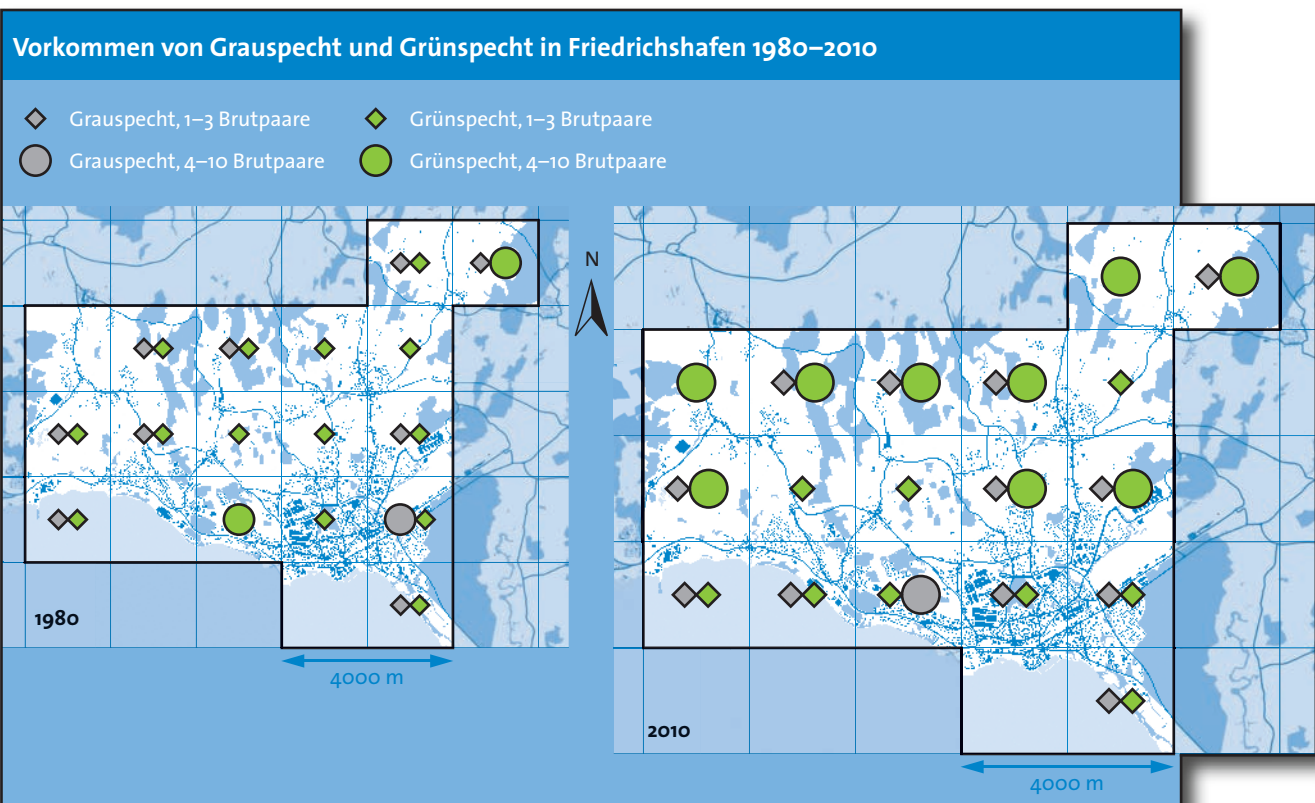 Vorkommen von Grauspecht und Grünspecht in Friedrichshafen 1980–2010
Grauspecht, 1–3 Brutpaare
Grünspecht, 1–3 Brutpaare
Grauspecht, 4–10 Brutpaare
Grünspecht, 4–10 Brutpaare
N
1980
4000 m
2010
4000 m